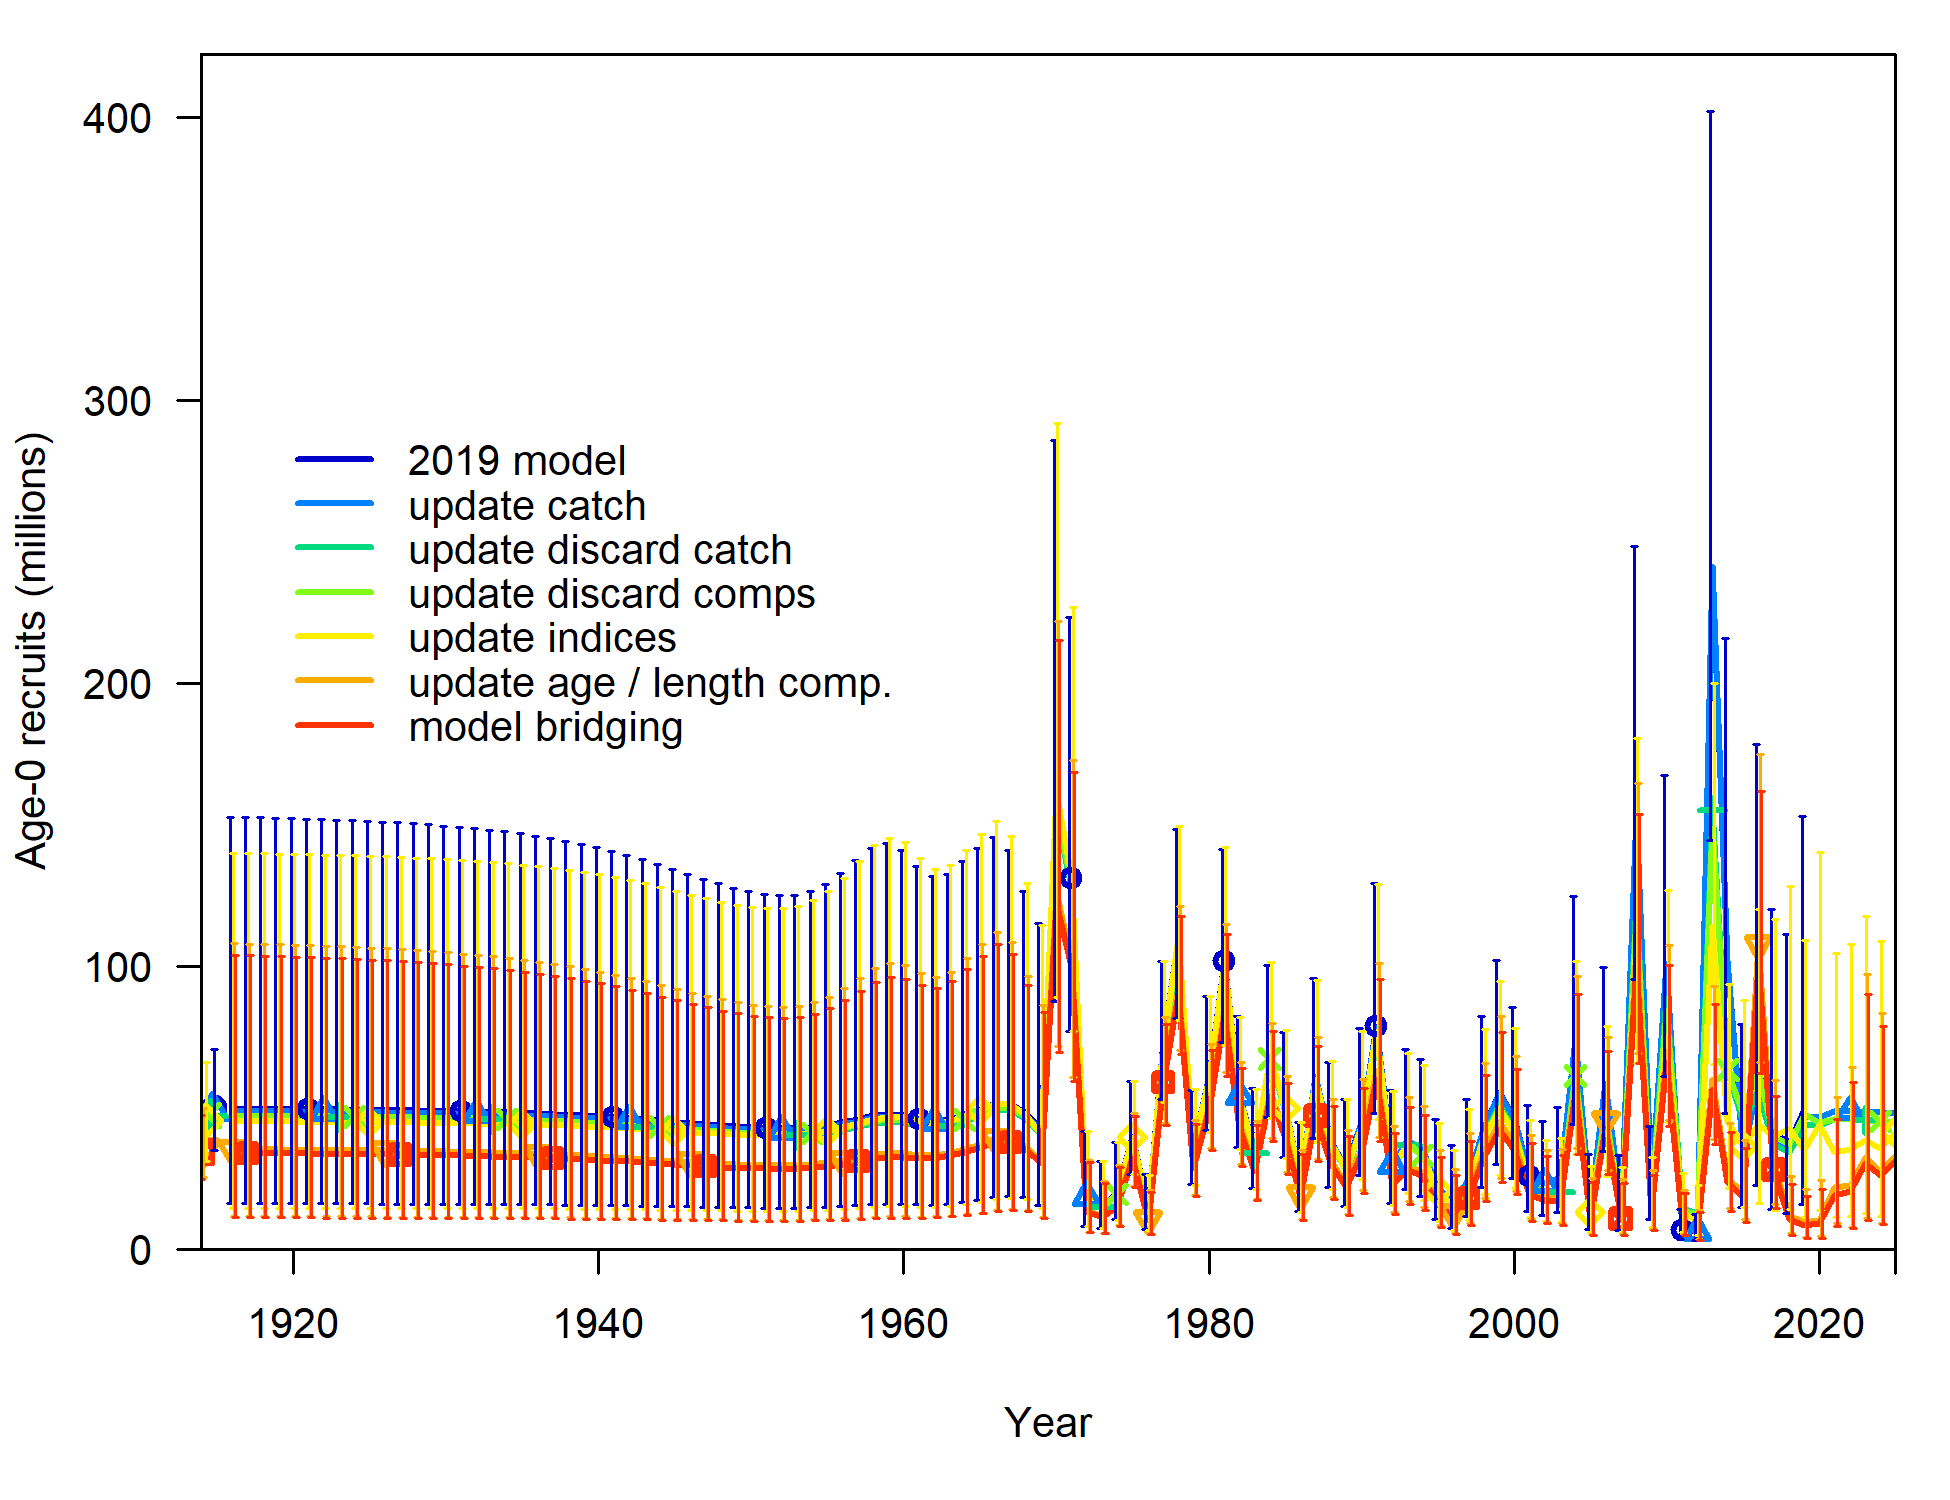 400
300
200
100
0
Age-0 recruits (millions)
2019 model
update catch
update discard catch
update discard comps
update indices
update age / length comp.
model bridging
1920 1940 1960 1980 2000 2020
Year